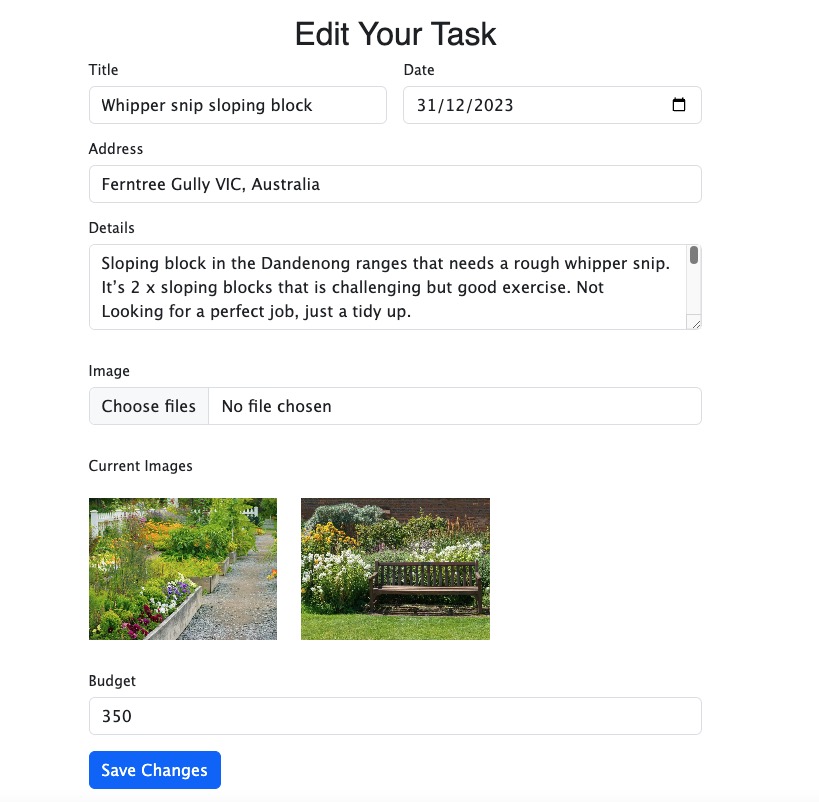 Edit Your Task
Title
Date
Whipper snip sloping block
31/12/2023
Address
Ferntree Gully VIC, Australia
Details
Sloping block in the Dandenong ranges that needs a rough whipper snip.
It’s 2 x sloping blocks that is challenging but good exercise. Not
Looking for a perfect job, just a tidy up.
Image
Choose files
No file chosen
Current Images
Budget
350
Save Changes